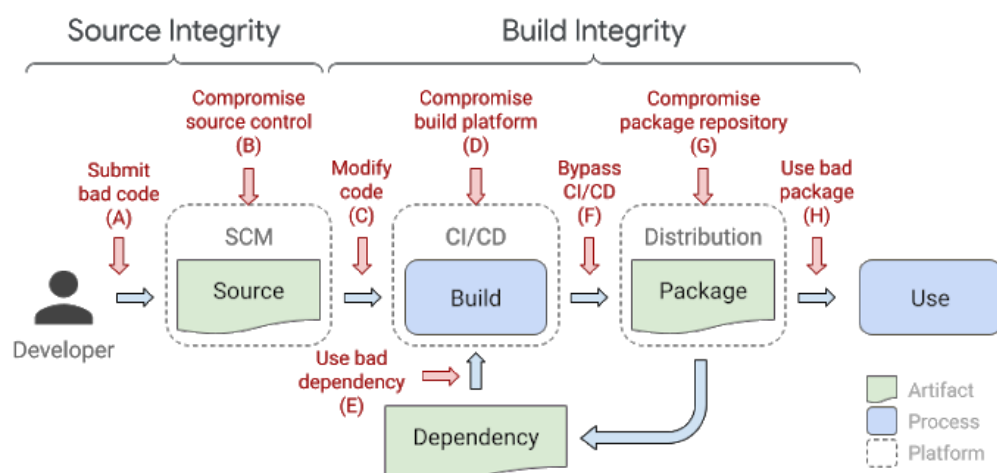 Source Integrity
Build Integrity
Compromise
source control
(B)
Compromise
build platform
(D)
Compromise
package repository
(G)
Submit
bad code
(A)
Modify
code
(C)
Bypass
CI/CD
(F)
Use bad
package
(H)
SCM
CI/CD
Distribution
Source
Build
Package
Use
Developer
Use bad
dependency
(E)
Dependency
Artifact
Process
Platform